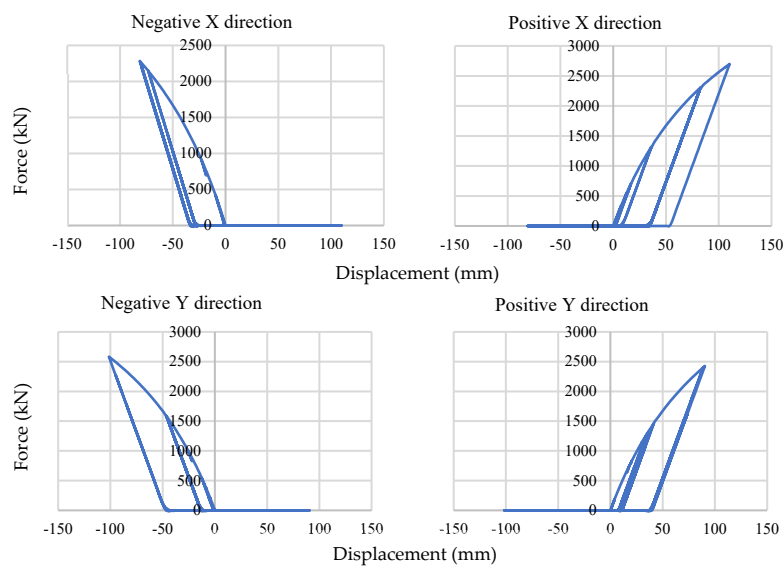 Negative X direction
Positive X direction
Force (kN)
2500
2000
1500
1000
500
0
-150 -100 -50 0 50 100 150
3000
2500
2000
1500
1000
500
0
-150 -100 -50 0 50 100 150
Displacement (mm)
Negative Y direction
Positive Y direction
Force (kN)
3000
2500
2000
1500
1000
500
0
-150 -100 -50 0 50 100 150
3000
2500
2000
1500
1000
500
0
-150 -100 -50 0 50 100 150
Displacement (mm)